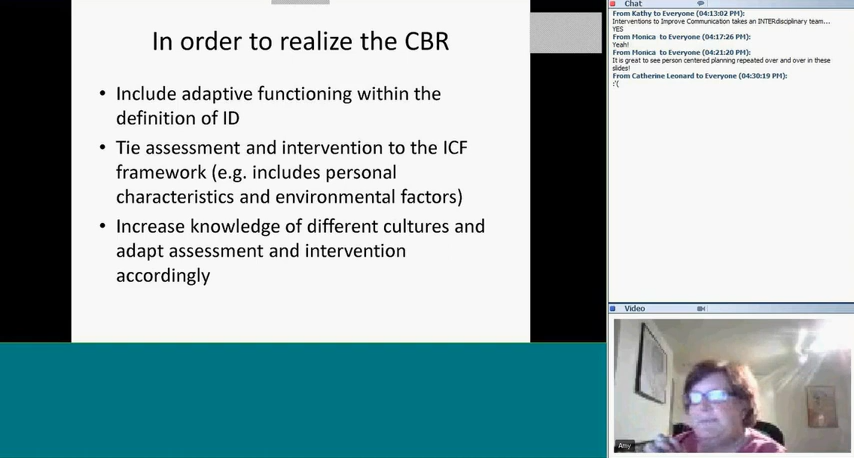 In order to realize the CBR
• Include adaptive functioning within the
definition of ID
• Tie assessment and intervention to the ICF
framework (e.g. includes personal
characteristics and environmental factors)
• Increase knowledge of different cultures and
adapt assessment and intervention
accordingly
Chat
From Kathy to Everyone (04:13:02 PM):
Interventions to Improve Communication takes an INTERdisciplinary team...
YES
From Monica to Everyone (04:17:26 PM):
Yeah!
From Monica to Everyone (04:21:20 PM):
It is great to see person centered planning repeated over and over in these
slides!
From Catherine Leonard to Everyone (04:30:19 PM):
:'(
Video
Amy